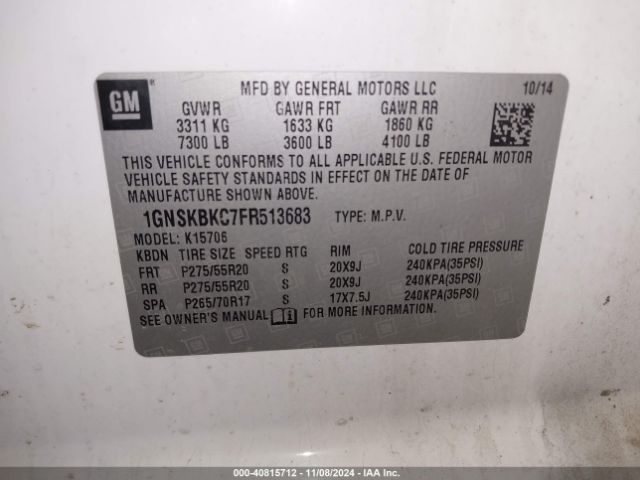 GM
MFD BY GENERAL MOTORS LLC 10/14
GVWR GAWR FRT GAWR RR
3311 KG 1633 KG 1860 KG
7300 LB 3600 LB 4100 LB
THIS VEHICLE CONFORMS TO ALL APPLICABLE U.S. FEDERAL MOTOR
VEHICLE SAFETY STANDARDS IN EFFECT ON THE DATE OF
MANUFACTURE SHOWN ABOVE.
1GNSKBKC7FR513683 TYPE: M.P.V.
MODEL: K15706
KBDN TIRE SIZE SPEED RTG RIM COLD TIRE PRESSURE
FRT P275/55R20 S 20X9J 240KPA(35PSI)
RR P275/55R20 S 20X9J 240KPA(35PSI)
SPA P265/70R17 S 17X7.5J 240KPA(35PSI)
SEE OWNER'S MANUAL FOR MORE INFORMATION.
000-40815712 - 11/08/2024 - IAA Inc.